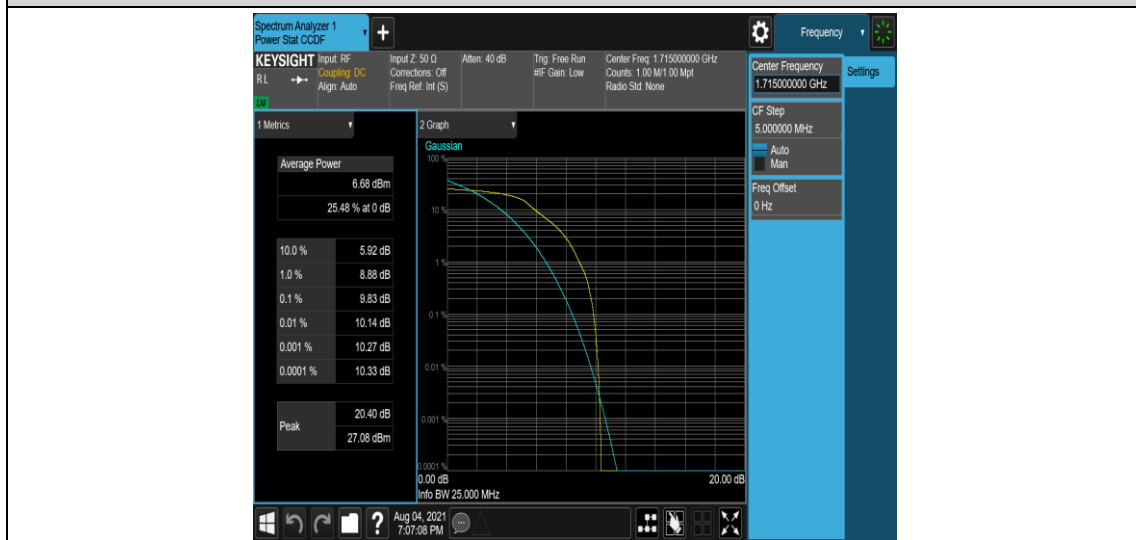 Spectrum Analyzer 1
Power Stat CCDF
+
Frequency
KEYSIGHT
Input: RF
Coupling: DC
Align: Auto
Input Z: 50 Ω
Corrections: Off
Freq Ref: Int (S)
Atten: 40 dB
Trig: Free Run
#IF Gain: Low
Center Freq: 1.715000000 GHz
Counts: 1.00 M/1.00 Mpt
Radio Std: None
R L
LXI
Center Frequency
1.715000000 GHz
Settings
CF Step
5.000000 MHz
Auto
Man
Freq Offset
0 Hz
1 Metrics
Average Power
6.68 dBm
25.48 % at 0 dB
10.0 % 5.92 dB
1.0 % 8.88 dB
0.1 % 9.83 dB
0.01 % 10.14 dB
0.001 % 10.27 dB
0.0001 % 10.33 dB
Peak
20.40 dB
27.08 dBm
2 Graph
Gaussian
100 %
10 %
1 %
0.1 %
0.01 %
0.001 %
0.0001 %
0.00 dB
20.00 dB
Info BW 25.000 MHz
?
Aug 04, 2021
7:07:08 PM